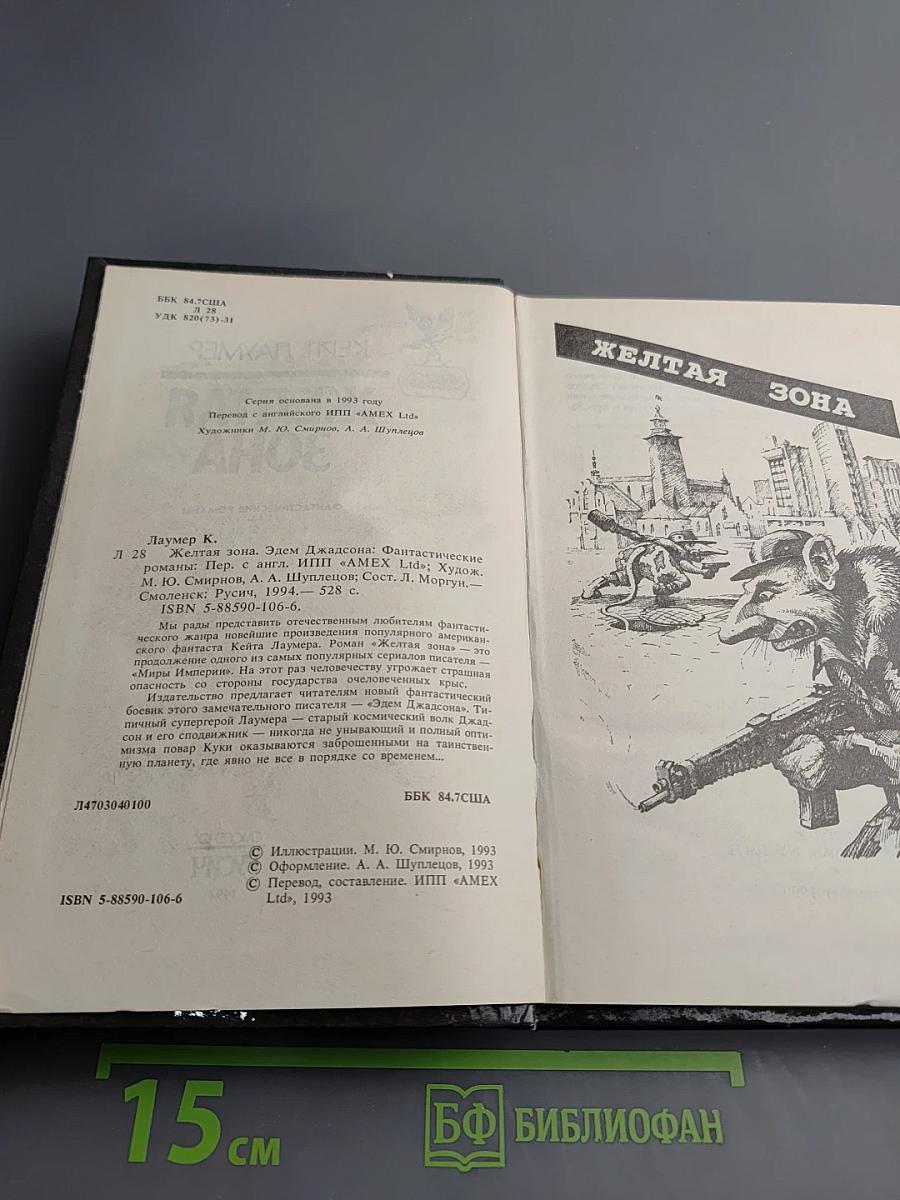 ББК 84.7США
Л 28
УДК 820(73)-31
Серия основана в 1993 году
Перевод с английского ИПП «AMEX Ltd»
Художники М. Ю. Смирнов, А. А. Шуплецов
Лаумер К.
Л 28 Желтая зона. Эдем Джадсона: Фантастические
романы: Пер. с англ. ИПП «AMEX Ltd»; Худож.
М. Ю. Смирнов, А. А. Шуплецов; Сост. Л. Моргун.—
Смоленск: Русич, 1994.— 528 с.
ISBN 5-88590-106-6.
Мы рады представить отечественным любителям фантасти-
ческого жанра новейшие произведения популярного американ-
ского фантаста Кейта Лаумера. Роман «Желтая зона» — это
продолжение одного из самых популярных сериалов писателя —
«Миры Империи». На этот раз человечеству угрожает страшная
опасность со стороны государства очеловеченных крыс.
Издательство предлагает читателям новый фантастический
боевик этого замечательного писателя — «Эдем Джадсона». Ти-
пичный супергерой Лаумера — старый космический волк Джад-
сон и его сподвижник — никогда не унывающий и полный опти-
мизма повар Куки оказываются заброшенными на таинствен-
ную планету, где явно не все в порядке со временем...
Л4703040100
ББК 84.7США
© Иллюстрации. М. Ю. Смирнов, 1993
© Оформление. А. А. Шуплецов, 1993
© Перевод, составление. ИПП «AMEX
Ltd», 1993
ISBN 5-88590-106-6
ЖЕЛТАЯ ЗОНА
15 см
БФ БИБЛИОФАН